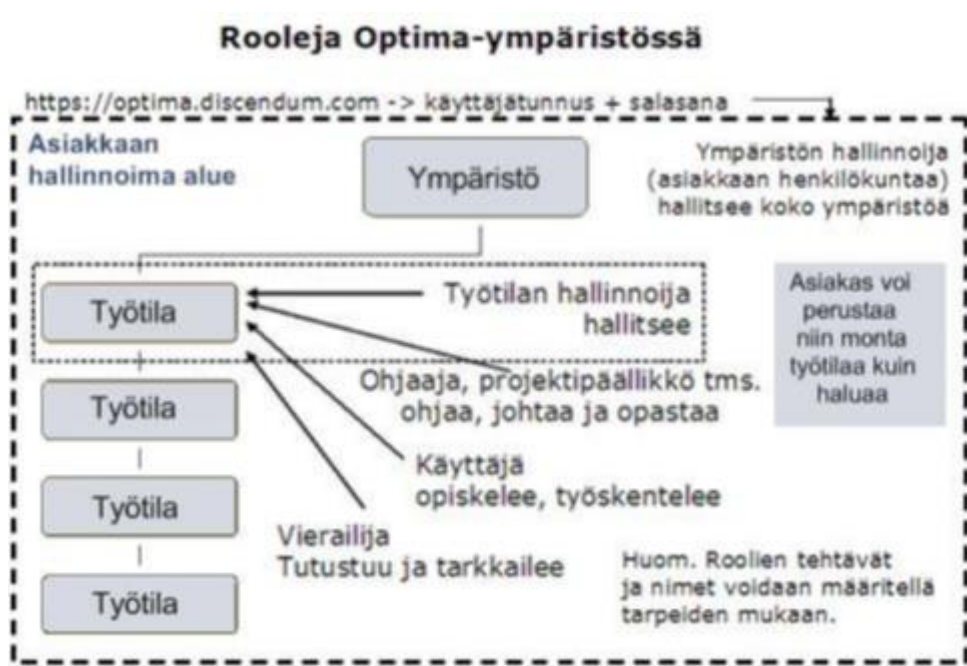 Rooleja Optima-ympäristössä
https://optima.discendum.com -> käyttäjätunnus + salasana
Asiakkaan
hallinnoima alue
Ympäristö
Ympäristön hallinnoija
(asiakkaan henkilökuntaa)
hallitsee koko ympäristöä
Työtila
Työtilan hallinnoija
hallitsee
Asiakas voi
perustaa
niin monta
työtilaa kuin
haluaa
Ohjaaja, projektipäällikkö tms.
ohjaa, johtaa ja opastaa
Työtila
Käyttäjä
opiskelee, työskentelee
Työtila
Vierailija
Tutustuu ja tarkkailee
Työtila
Huom. Roolien tehtävät
ja nimet voidaan määritellä
tarpeiden mukaan.